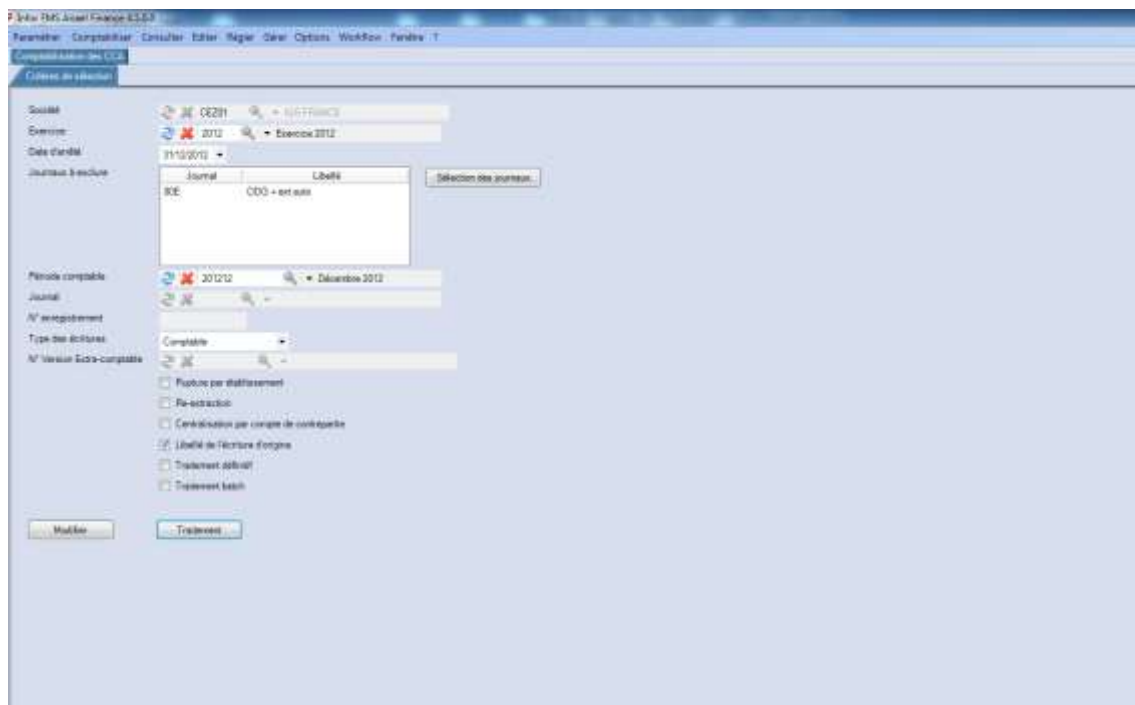 Infor FMS Anael Finance
Paramétrer Comptabiliser Consulter Editer Régler Gérer Options Workflow Fenêtre ?
Comptabilisation des CCA
Critères de sélection
Société
Exercice 2012 Exercice 2012
Date d'arrêté 31/12/2012
Journaux à exclure Journal Libellé Sélection des journaux
ODG + ext auto
Période comptable 201212 Décembre 2012
Journal
N° enregistrement
Type des écritures Comptable
N° Version Extra-comptable
Rupture par établissement
Re-extraction
Centralisation par compte de contrepartie
Libellé de l'écriture d'origine
Traitement définitif
Traitement batch
Modifier Traitement